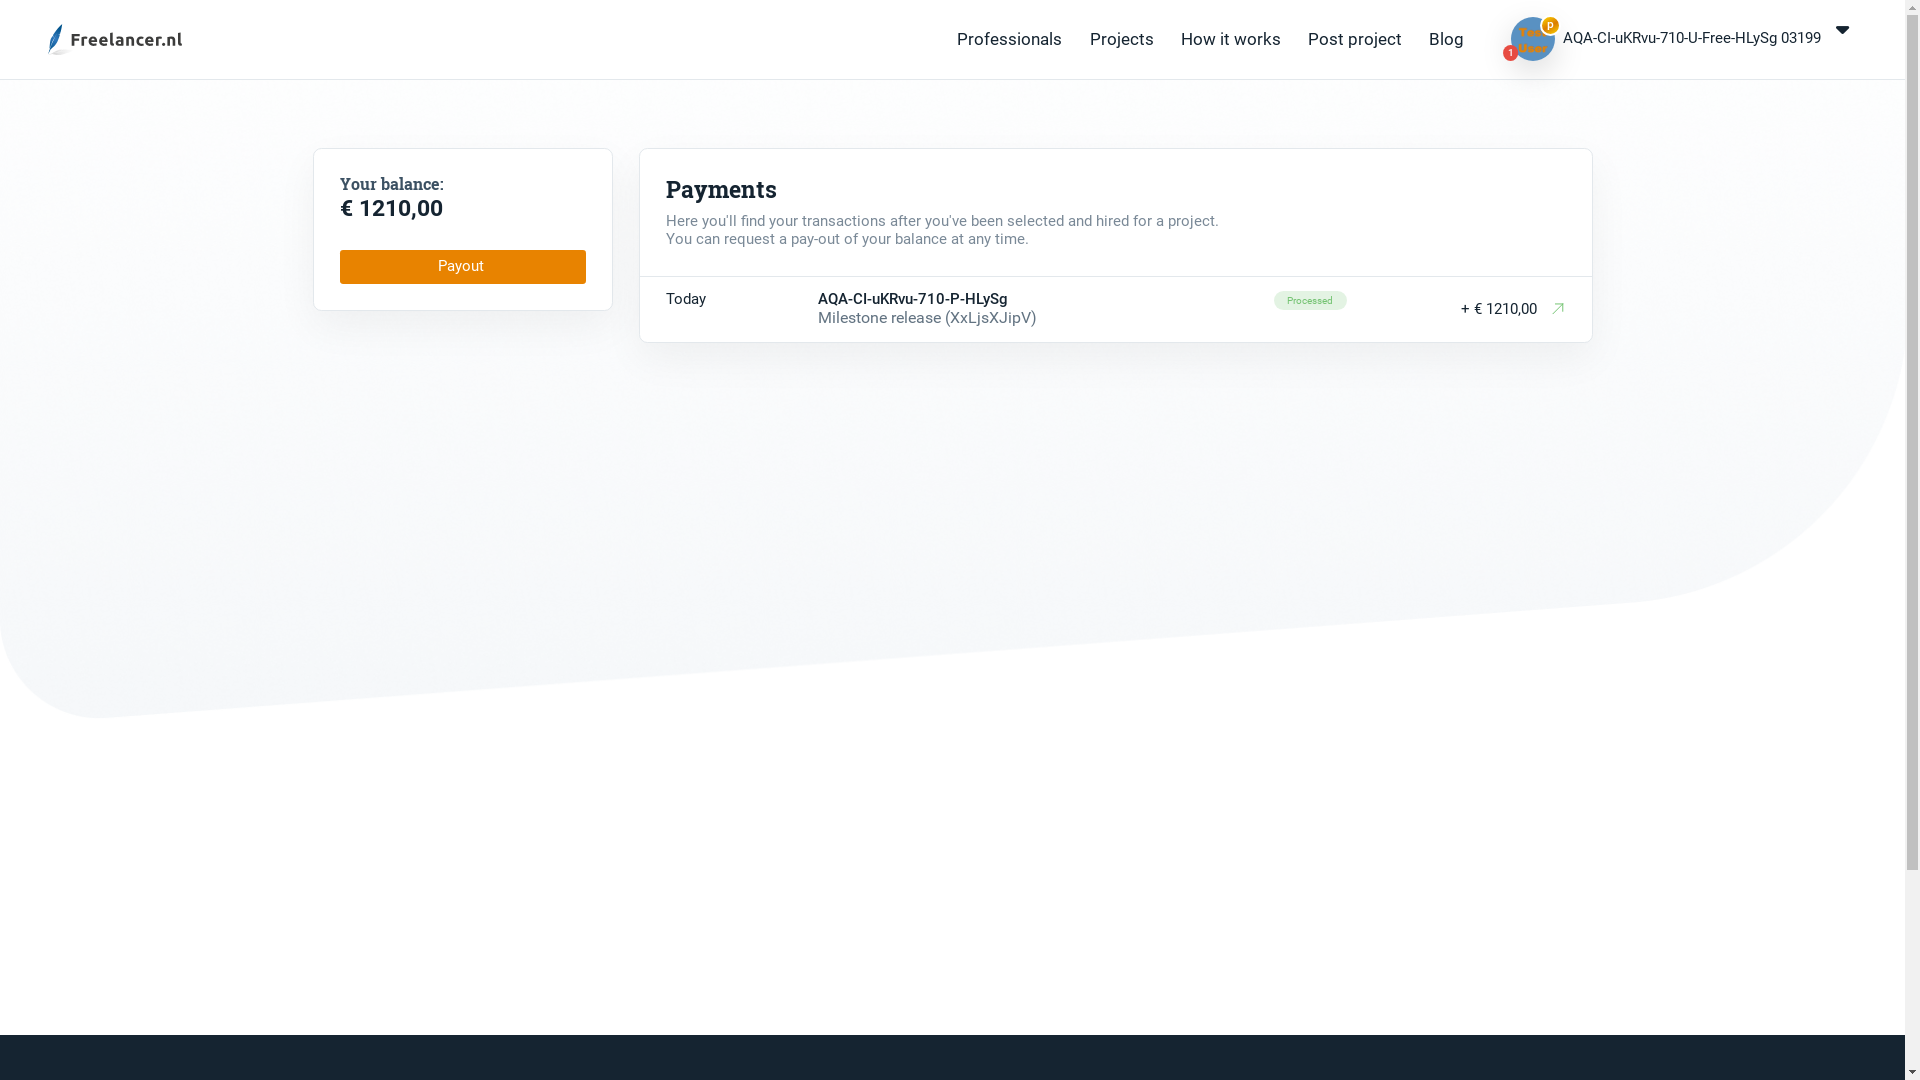 Freelancer.nl
Professionals
Projects
How it works
Post project
Blog
p
1
User
AQA-CI-uKRvu-710-U-Free-HLySg 03199
Your balance:
€ 1210,00
Payout
Payments
Here you'll find your transactions after you've been selected and hired for a project.
You can request a pay-out of your balance at any time.
Today
AQA-CI-uKRvu-710-P-HLySg
Milestone release (XxLjsXJipV)
Processed
+ € 1210,00